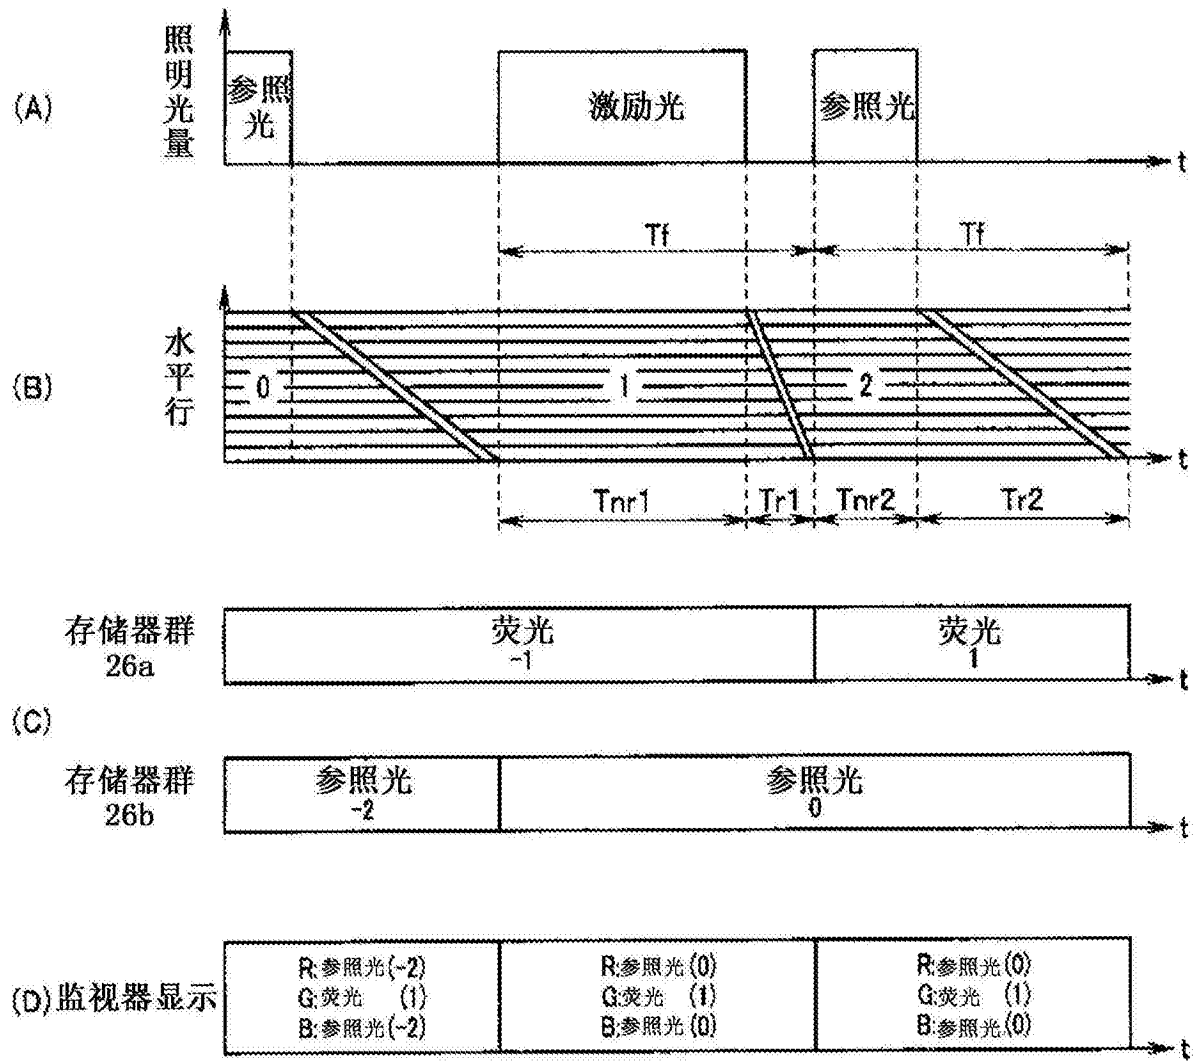 (A)
照明光量
参照光
激励光
参照光
t
Tf
Tf
(B)
水平行
0
1
2
t
Tnr1
Tr1
Tnr2
Tr2
存储器群
26a
荧光
-1
荧光
1
t
(C)
存储器群
26b
参照光
-2
参照光
0
t
(D)监视器显示
R:参照光(-2)
G:荧光 (1)
B:参照光(-2)
R:参照光(0)
G:荧光 (1)
B:参照光(0)
R:参照光(0)
G:荧光 (1)
B:参照光(0)
t